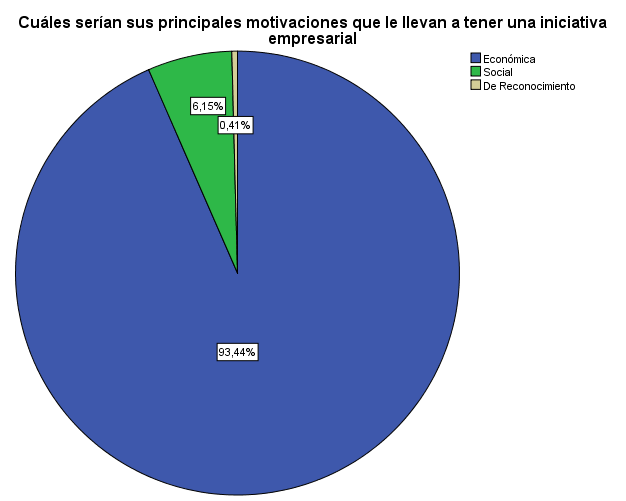 Cuáles serían sus principales motivaciones que le llevan a tener una iniciativa
empresarial
Económica
Social
De Reconocimiento
6,15%
0,41%
93,44%